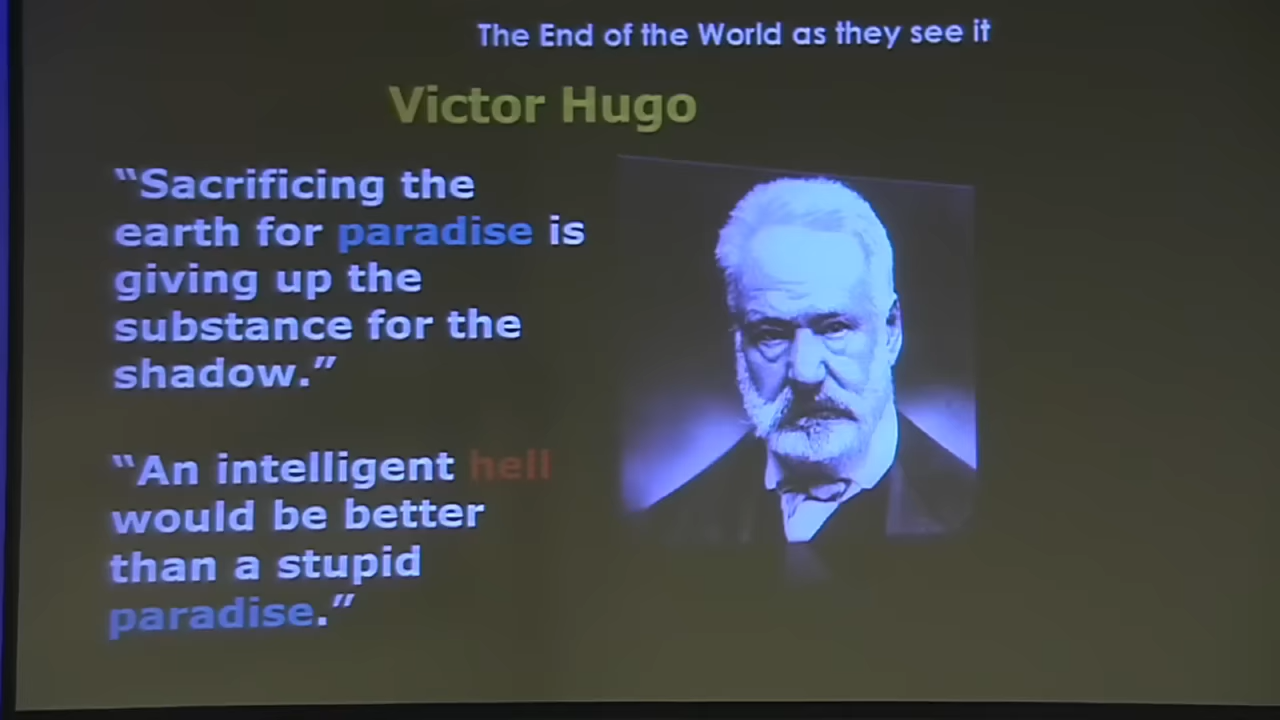 The End of the World as they see it
Victor Hugo
“Sacrificing the
earth for paradise is
giving up the
substance for the
shadow.”
“An intelligent hell
would be better
than a stupid
paradise.”